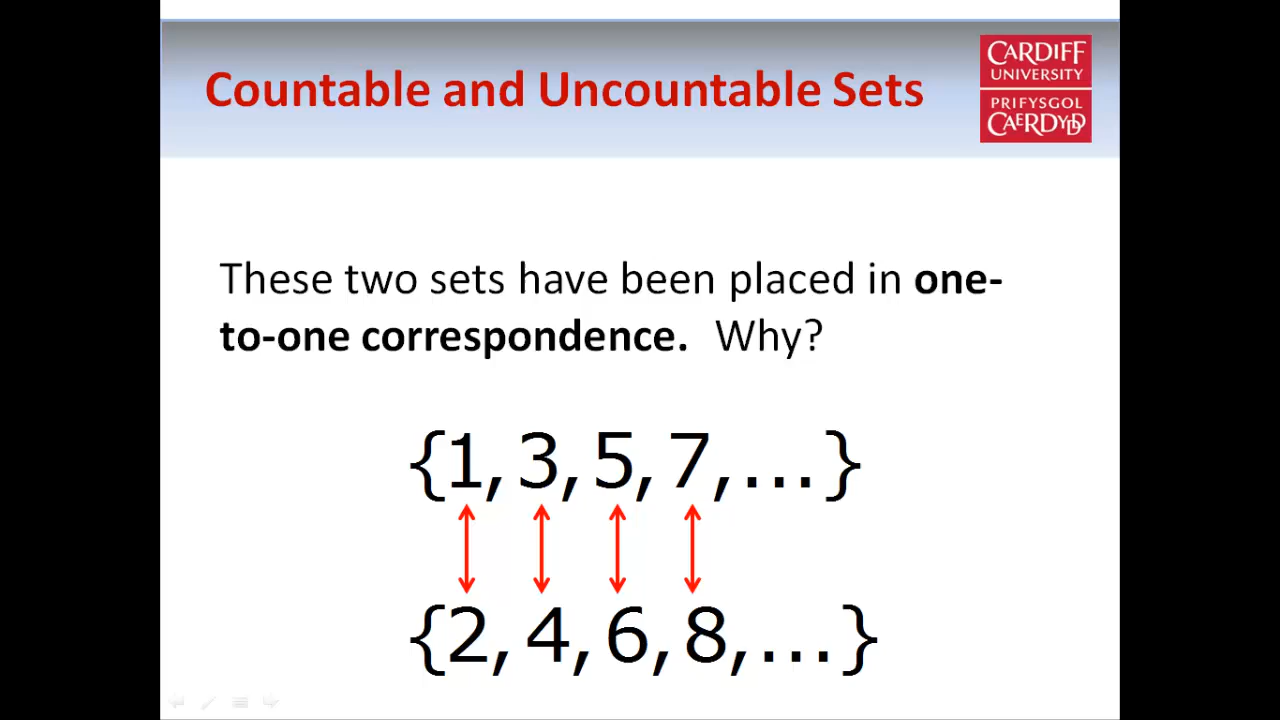 Countable and Uncountable Sets
CARDIFF
UNIVERSITY
PRIFYSGOL
CAERDYDD
These two sets have been placed in one-
to-one correspondence. Why?
{1,3,5,7,...}
{2,4,6,8,...}